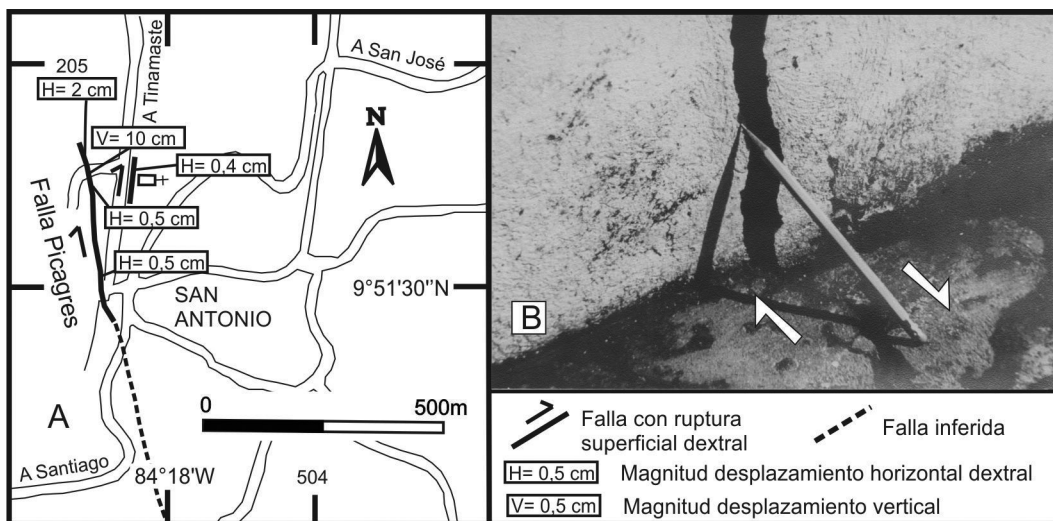 A San José
205
A Tinamaste
H= 2 cm
N
V= 10 cm
H= 0,4 cm
Falla Picagres
H= 0,5 cm
H= 0,5 cm
SAN
ANTONIO
9°51'30''N
0
500m
A
A Santiago
84°18'W
504
B
Falla con ruptura
superficial dextral
Falla inferida
H= 0,5 cm
Magnitud desplazamiento horizontal dextral
V= 0,5 cm
Magnitud desplazamiento vertical